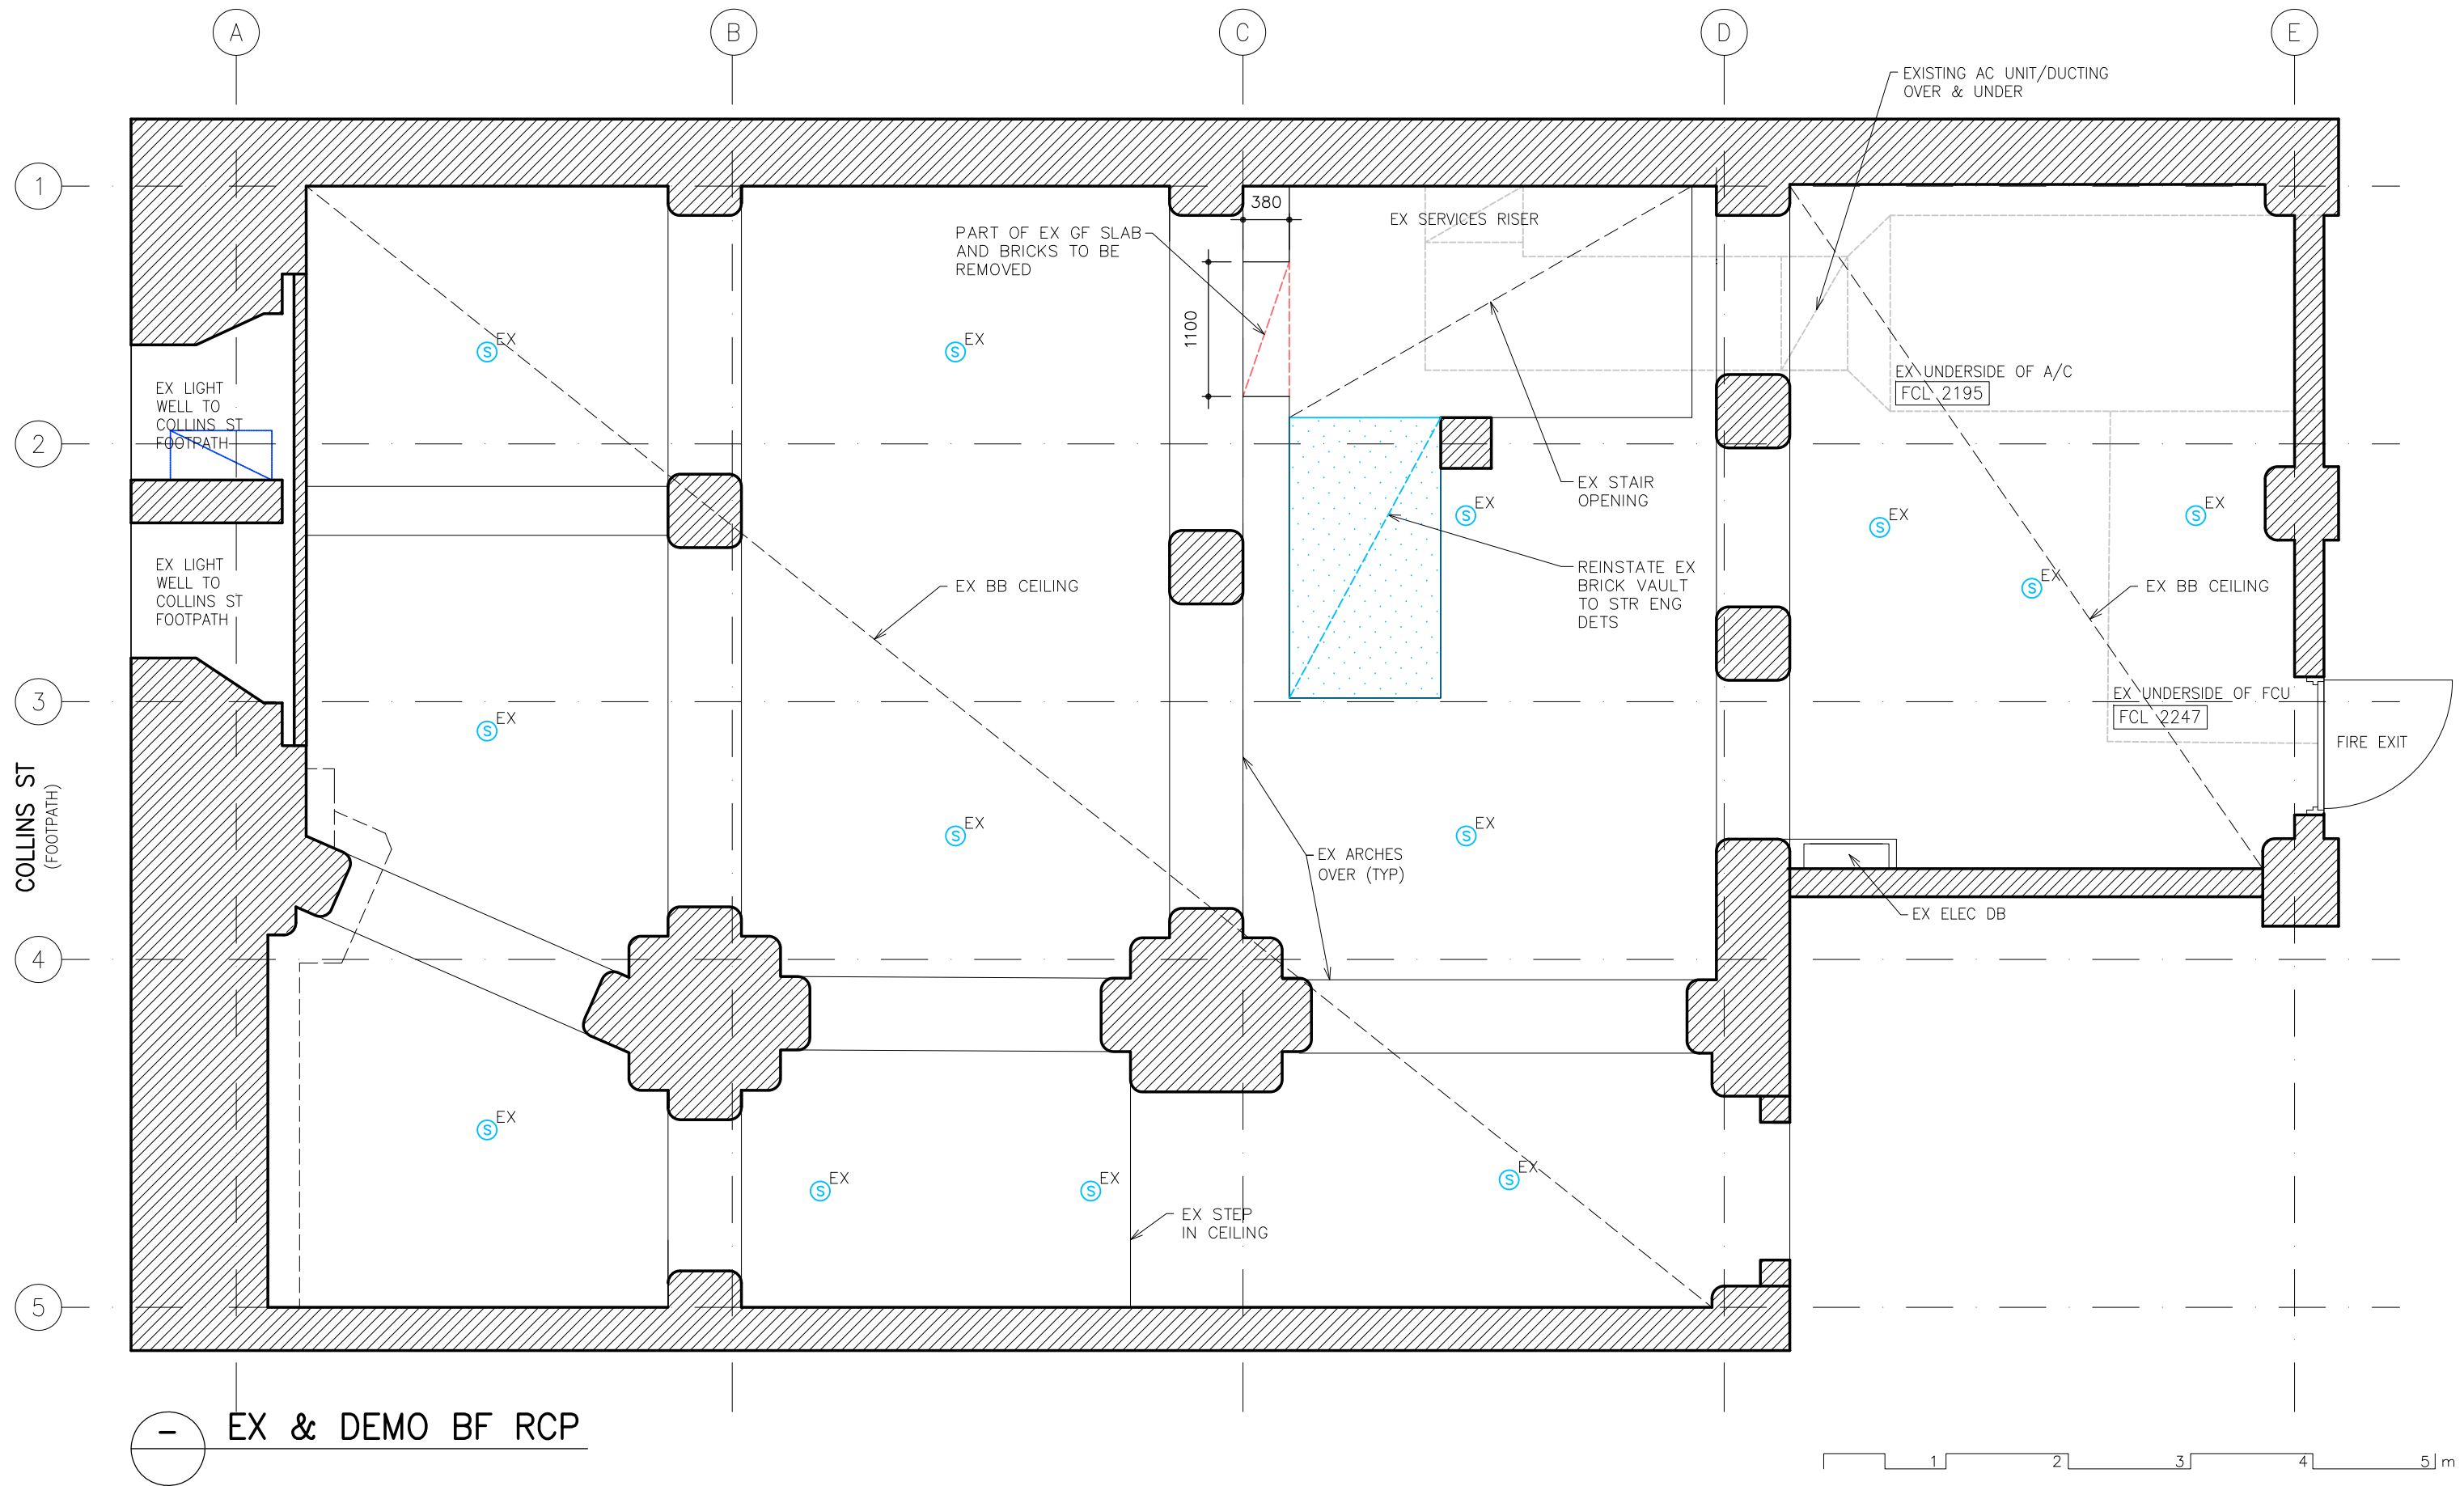 A
B
C
D
E
EXISTING AC UNIT/DUCTING
OVER & UNDER
1
380
EX SERVICES RISER
PART OF EX GF SLAB
AND BRICKS TO BE
REMOVED
1100
S EX
S EX
EX UNDERSIDE OF A/C
FCL 2195
EX LIGHT
WELL TO
COLLINS ST
FOOTPATH
2
EX STAIR
OPENING
S EX
S EX
S EX
EX LIGHT
WELL TO
COLLINS ST
FOOTPATH
EX BB CEILING
REINSTATE EX
BRICK VAULT
TO STR ENG
DETS
S EX
EX BB CEILING
3
EX UNDERSIDE OF FCU
FCL 2247
S EX
FIRE EXIT
COLLINS ST
(FOOTPATH)
S EX
S EX
EX ARCHES
OVER (TYP)
EX ELEC DB
4
S EX
S EX
S EX
S EX
EX STEP
IN CEILING
5
- EX & DEMO BF RCP
1 2 3 4 5 m